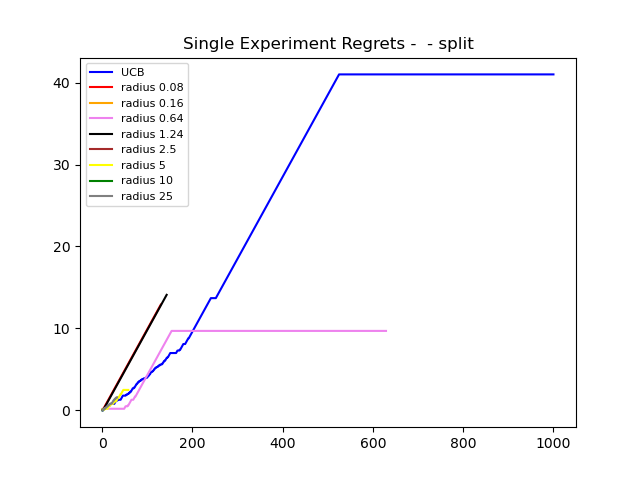 Single Experiment Regrets -  - split
UCB
radius 0.08
radius 0.16
radius 0.64
radius 1.24
radius 2.5
radius 5
radius 10
radius 25
40
30
20
10
0
0 200 400 600 800 1000